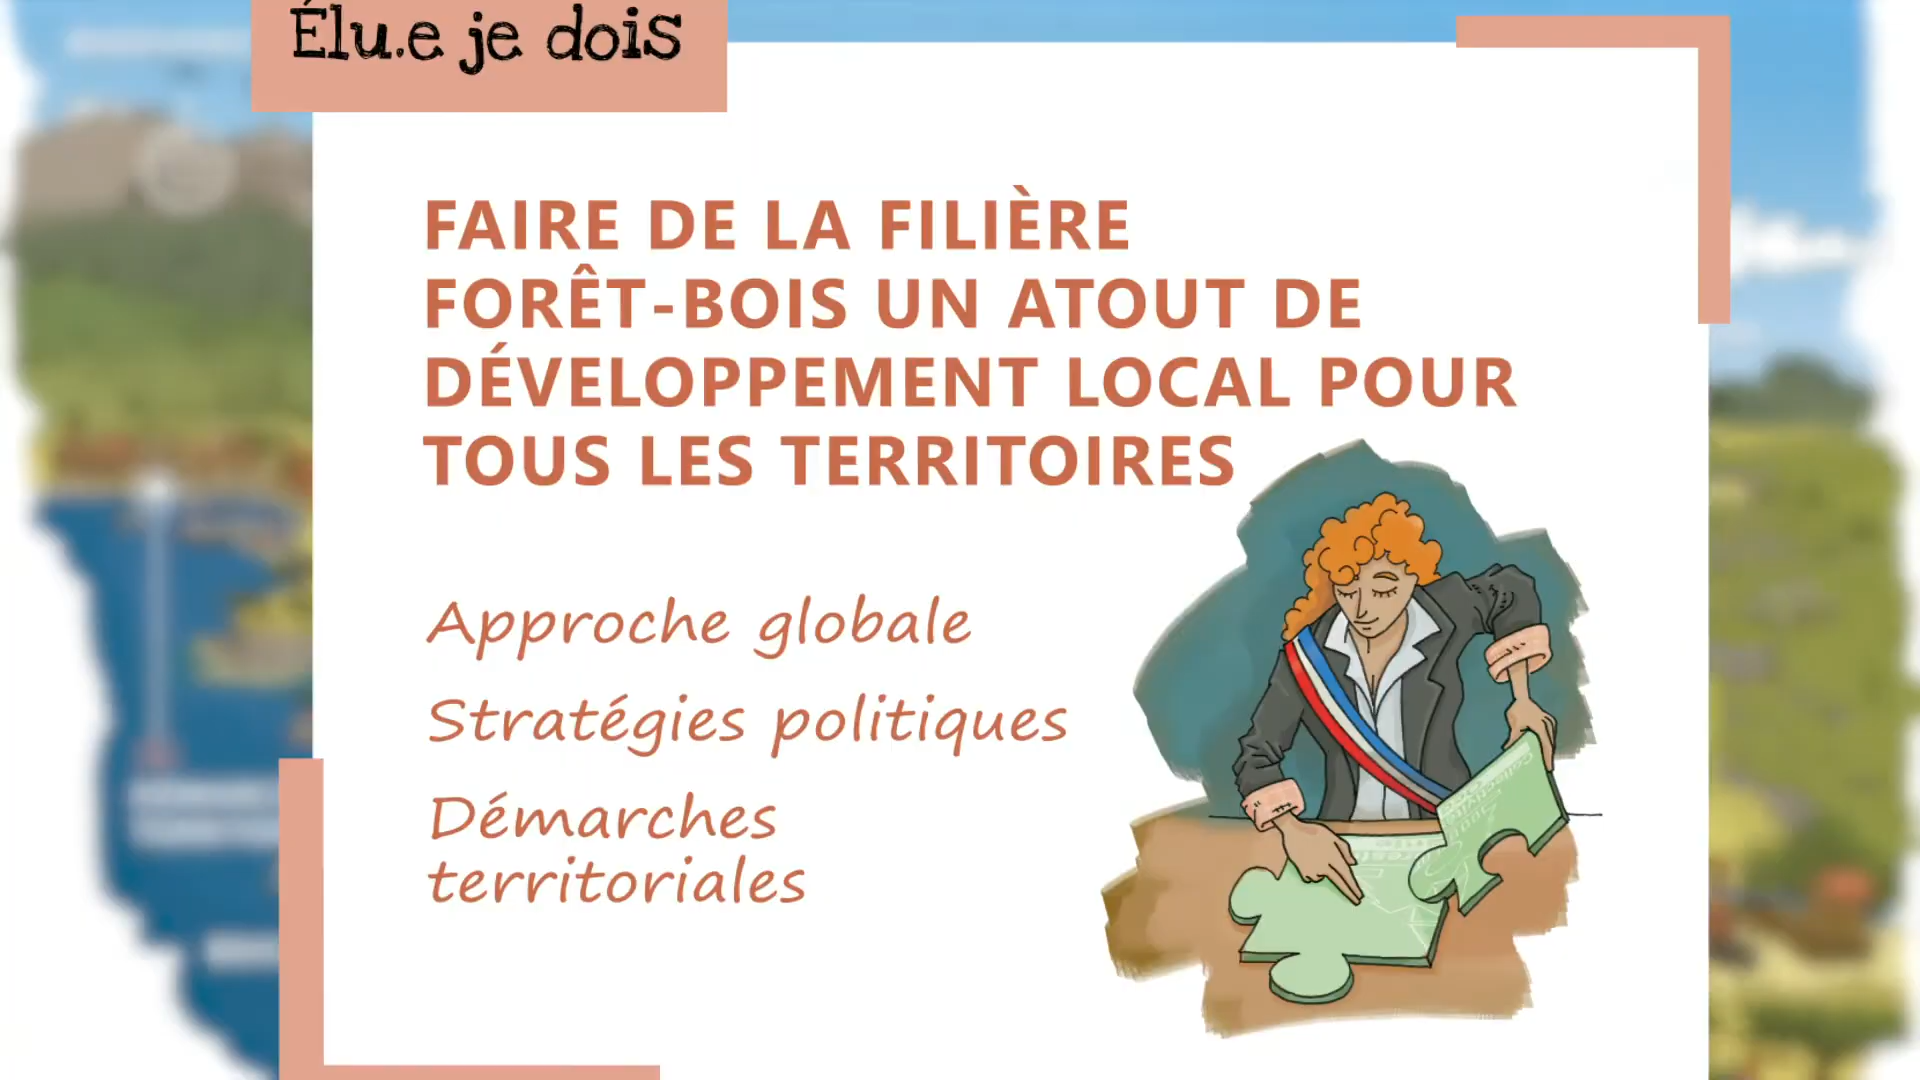 Élu.e je dois
FAIRE DE LA FILIÈRE
FORÊT-BOIS UN ATOUT DE
DÉVELOPPEMENT LOCAL POUR
TOUS LES TERRITOIRES
Approche globale
Stratégies politiques
Démarches
territoriales